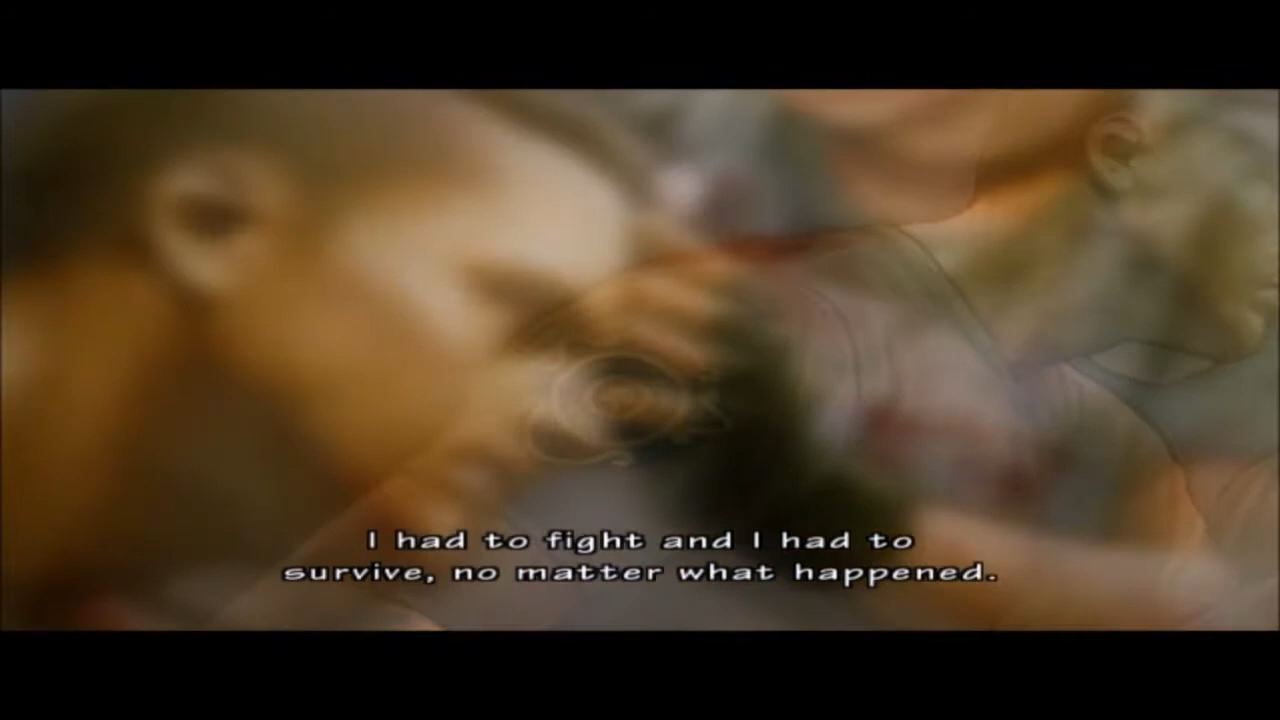 I had to fight and I had to
survive, no matter what happened.